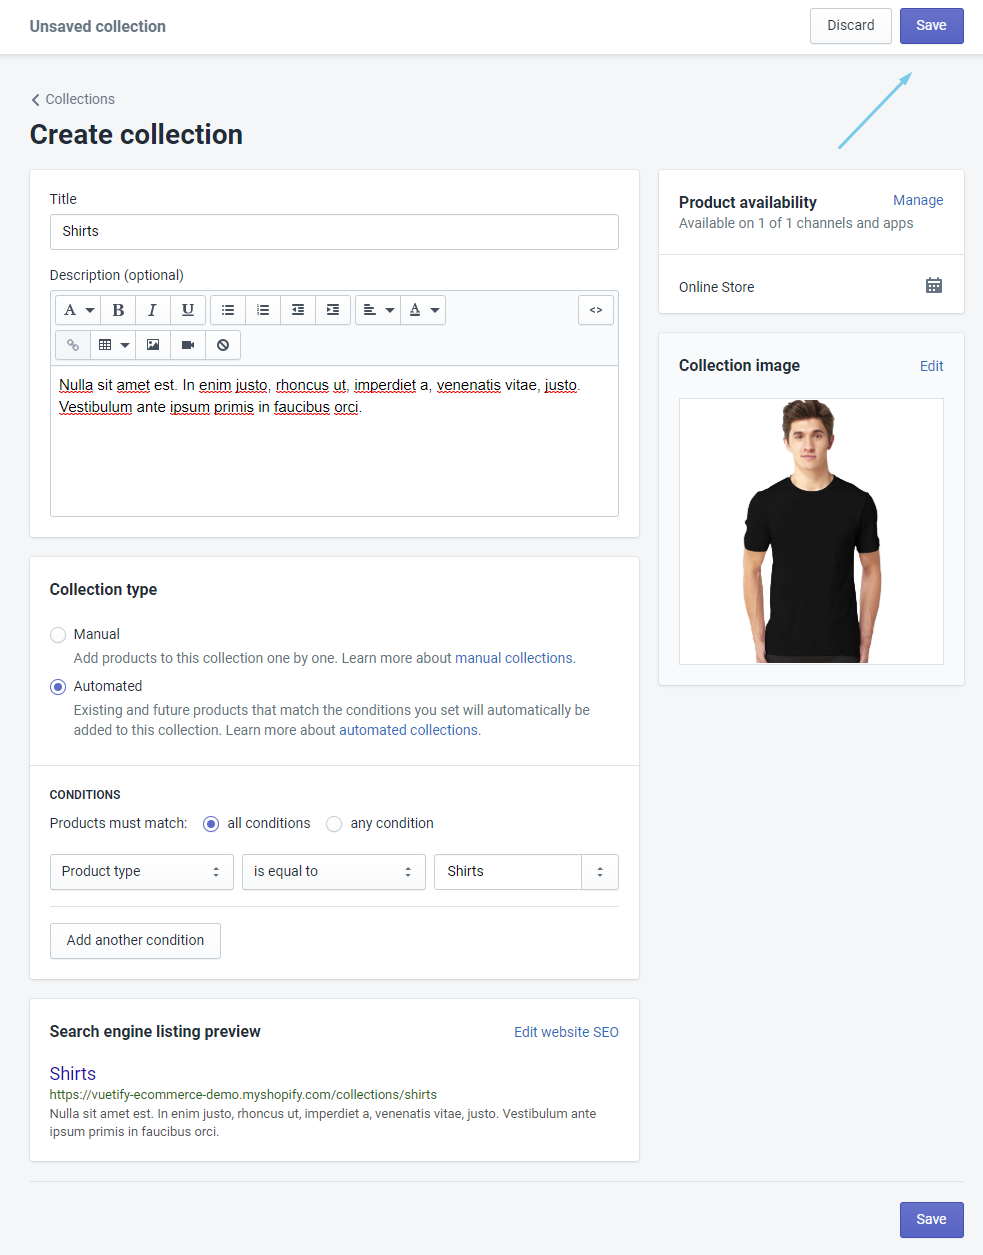 Unsaved collection
Discard
Save
Collections
Create collection
Title
Shirts
Description (optional)
A
B
I
U
A
<>
Nulla sit amet est. In enim justo, rhoncus ut, imperdiet a, venenatis vitae, justo.
Vestibulum ante ipsum primis in faucibus orci.
Product availability
Manage
Available on 1 of 1 channels and apps
Online Store
Collection image
Edit
Collection type
Manual
Add products to this collection one by one. Learn more about manual collections.
Automated
Existing and future products that match the conditions you set will automatically be
added to this collection. Learn more about automated collections.
CONDITIONS
Products must match:
all conditions
any condition
Product type
is equal to
Shirts
Add another condition
Search engine listing preview
Edit website SEO
Shirts
https://vuetify-ecommerce-demo.myshopify.com/collections/shirts
Nulla sit amet est. In enim justo, rhoncus ut, imperdiet a, venenatis vitae, justo. Vestibulum ante
ipsum primis in faucibus orci.
Save